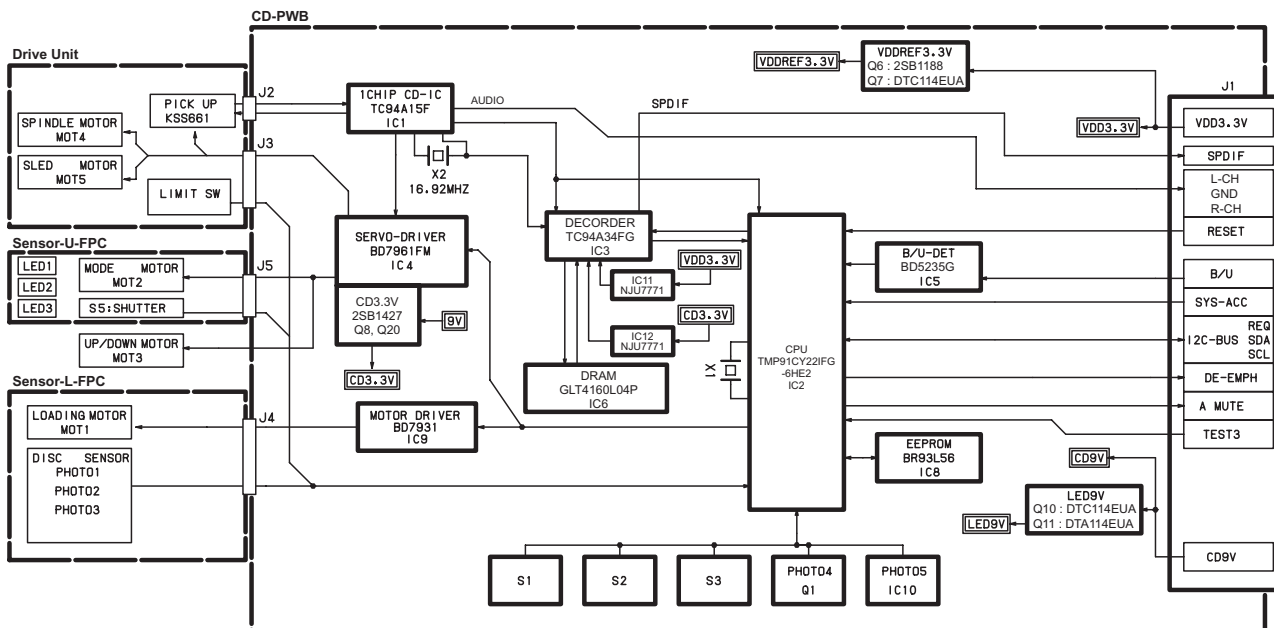 CD-PWB
Drive Unit
PICK UP
KSS661
SPINDLE MOTOR
MOT4
SLED MOTOR
MOT5
LIMIT SW
J2
J3
1CHIP CD-IC
TC94A15F
IC1
X2
16.92MHZ
AUDIO
SPDIF
VDDREF3.3V
VDDREF3.3V
Q6 : 2SB1188
Q7 : DTC114EUA
VDD3.3V
J1
VDD3.3V
SPDIF
L-CH
GND
R-CH
RESET
B/U
SYS-ACC
I2C-BUS
REQ
SDA
SCL
DE-EMPH
A MUTE
TEST3
CD9V
Sensor-U-FPC
LED1
LED2
LED3
MODE MOTOR
MOT2
S5:SHUTTER
J5
UP/DOWN MOTOR
MOT3
SERVO-DRIVER
BD7961FM
IC4
CD3.3V
2SB1427
Q8, Q20
9V
CD3.3V
DECORDER
TC94A34FG
IC3
IC11
NJU7771
VDD3.3V
IC12
NJU7771
CD3.3V
DRAM
GLT4160L04P
IC6
X1
CPU
TMP91CY22IFG
-6HE2
IC2
B/U-DET
BD5235G
IC5
EEPROM
BR93L56
IC8
CD9V
LED9V
Q10 : DTC114EUA
Q11 : DTA114EUA
LED9V
Sensor-L-FPC
LOADING MOTOR
MOT1
DISC SENSOR
PHOTO1
PHOTO2
PHOTO3
J4
MOTOR DRIVER
BD7931
IC9
S1
S2
S3
PHOTO4
Q1
PHOTO5
IC10